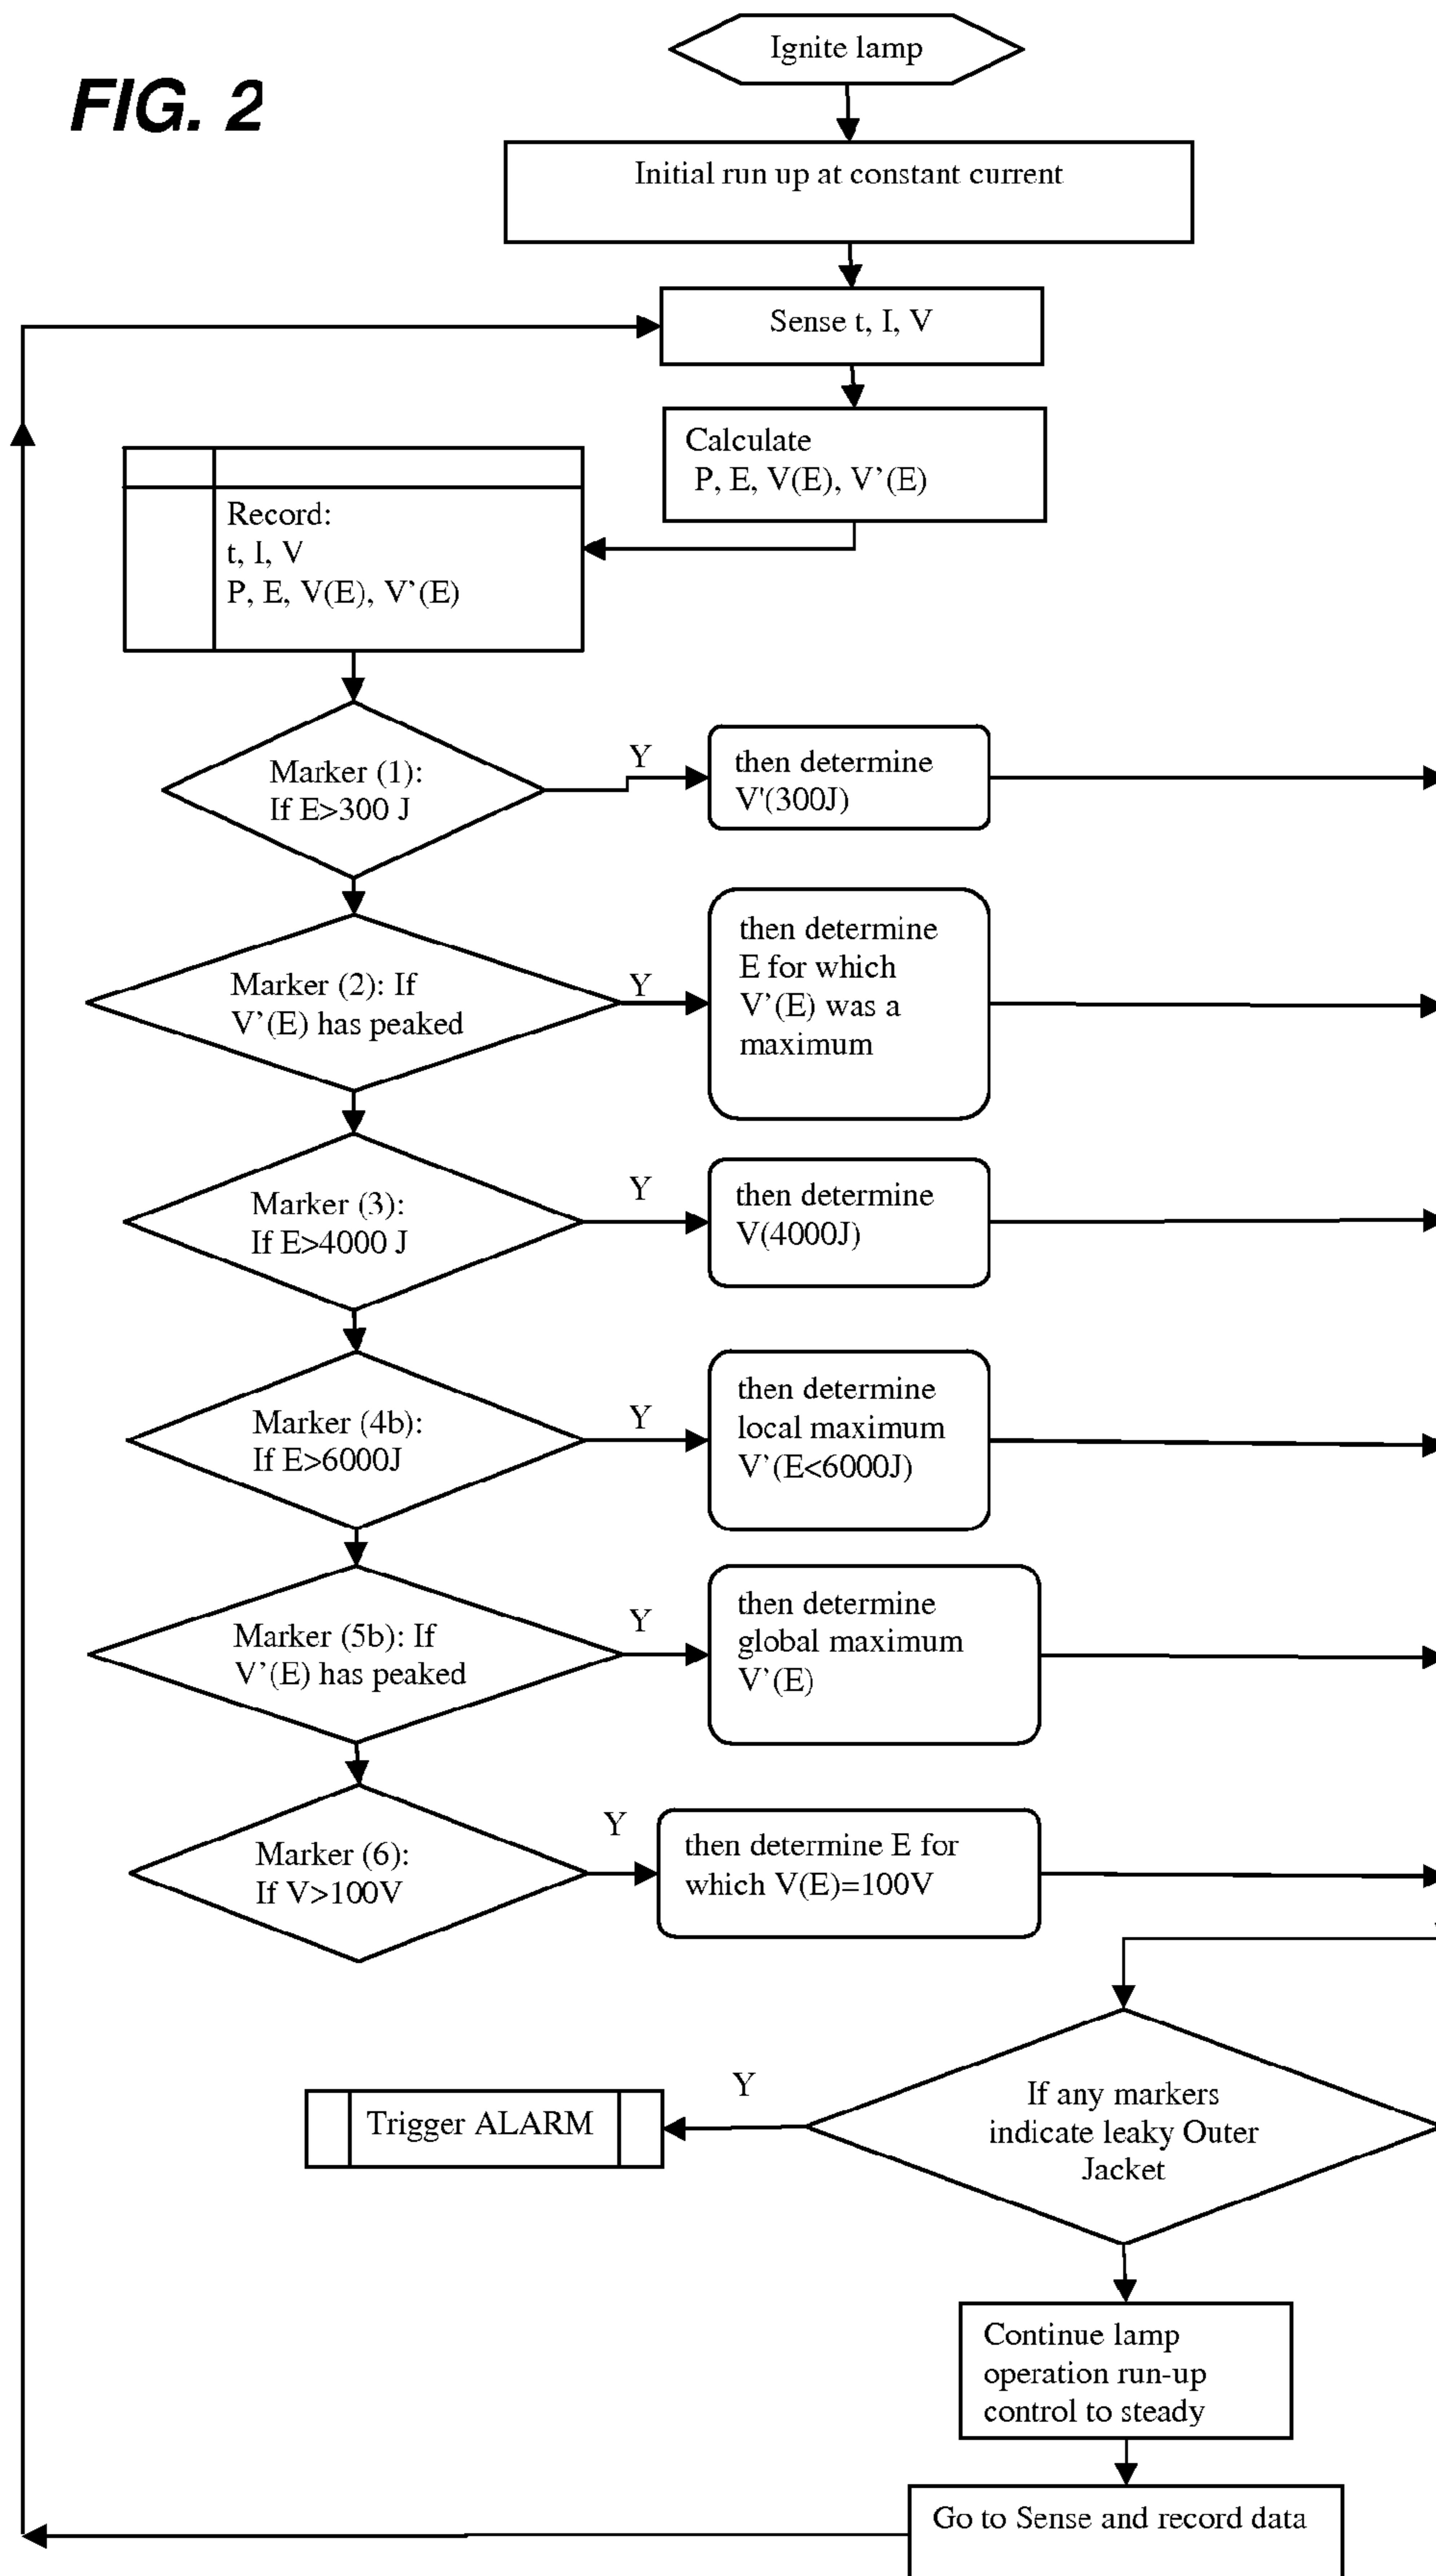 FIG. 2
Ignite lamp
Initial run up at constant current
Sense t, I, V
Calculate
P, E, V(E), V’(E)
Record:
t, I, V
P, E, V(E), V’(E)
Marker (1):
If E>300 J
Y
then determine
V'(300J)
Marker (2): If
V’(E) has peaked
Y
then determine
E for which
V’(E) was a
maximum
Marker (3):
If E>4000 J
Y
then determine
V(4000J)
Marker (4b):
If E>6000J
Y
then determine
local maximum
V’(E<6000J)
Marker (5b): If
V’(E) has peaked
Y
then determine
global maximum
V’(E)
Marker (6):
If V>100V
Y
then determine E for
which V(E)=100V
If any markers
indicate leaky Outer
Jacket
Y
Trigger ALARM
Continue lamp
operation run-up
control to steady
Go to Sense and record data